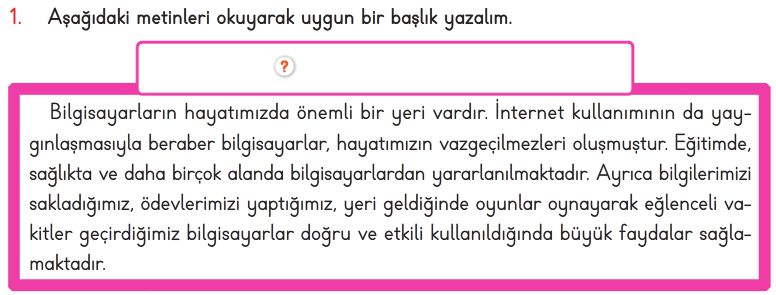 1. Aşağıdaki metinleri okuyarak uygun bir başlık yazalım.
?
Bilgisayarların hayatımızda önemli bir yeri vardır. İnternet kullanımının da yay-
gınlaşmasıyla beraber bilgisayarlar, hayatımızın vazgeçilmezleri oluşmuştur. Eğitimde,
sağlıkta ve daha birçok alanda bilgisayarlardan yararlanılmaktadır. Ayrıca bilgilerimizi
sakladığımız, ödevlerimizi yaptığımız, yeri geldiğinde oyunlar oynayarak eğlenceli va-
kitler geçirdiğimiz bilgisayarlar doğru ve etkili kullanıldığında büyük faydalar sağla-
maktadır.